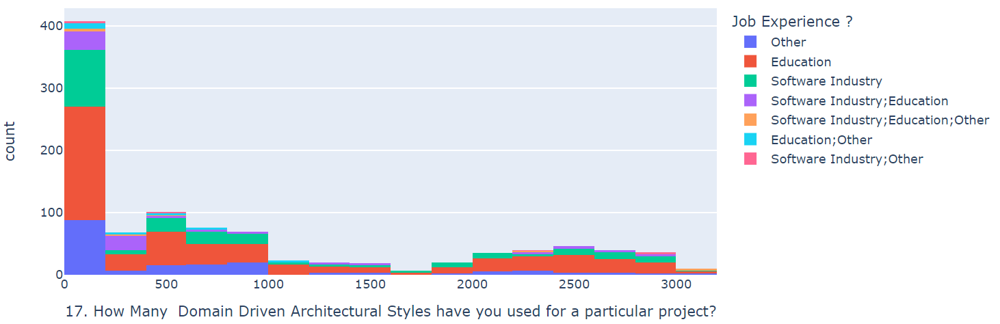 400
300
200
100
0
count
0 500 1000 1500 2000 2500 3000
17. How Many  Domain Driven Architectural Styles have you used for a particular project?
Job Experience ?
Other
Education
Software Industry
Software Industry;Education
Software Industry;Education;Other
Education;Other
Software Industry;Other